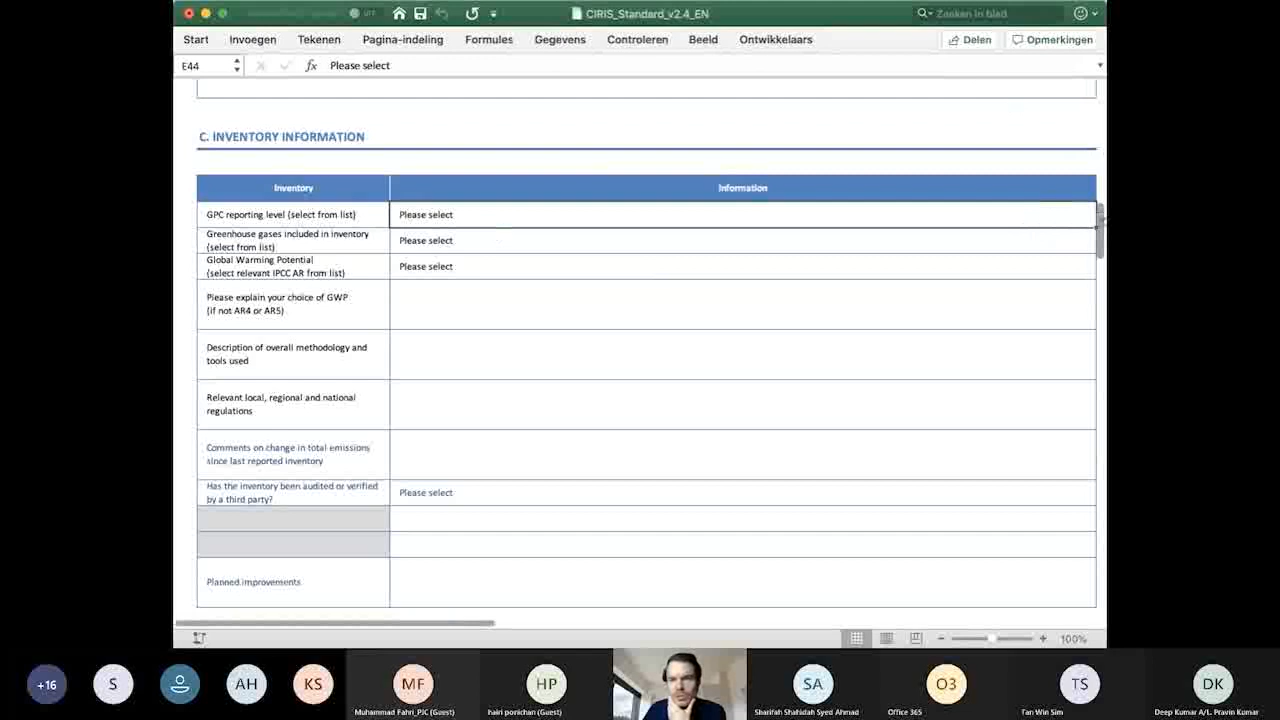 CIRIS_Standard_v2.4_EN
Zoeken in blad
Start Invoegen Tekenen Pagina-indeling Formules Gegevens Controleren Beeld Ontwikkelaars
Delen Opmerkingen
E44 fx Please select
C. INVENTORY INFORMATION
Inventory Information
GPC reporting level (select from list) Please select
Greenhouse gases included in inventory
(select from list)
Please select
Global Warming Potential
(select relevant IPCC AR from list)
Please select
Please explain your choice of GWP
(if not AR4 or AR5)
Description of overall methodology and
tools used
Relevant local, regional and national
regulations
Comments on change in total emissions
since last reported inventory
Has the inventory been audited or verified
by a third party?
Please select
Planned improvements
100%
+16 S AH KS MF HP SA O3 TS DK
Muhammad Fahri_PJC (Guest) hairi ponichan (Guest) Sharifah Shahidah Syed Ahmad Office 365 Tan Win Sim Deep Kumar A/L. Pravin Kumar